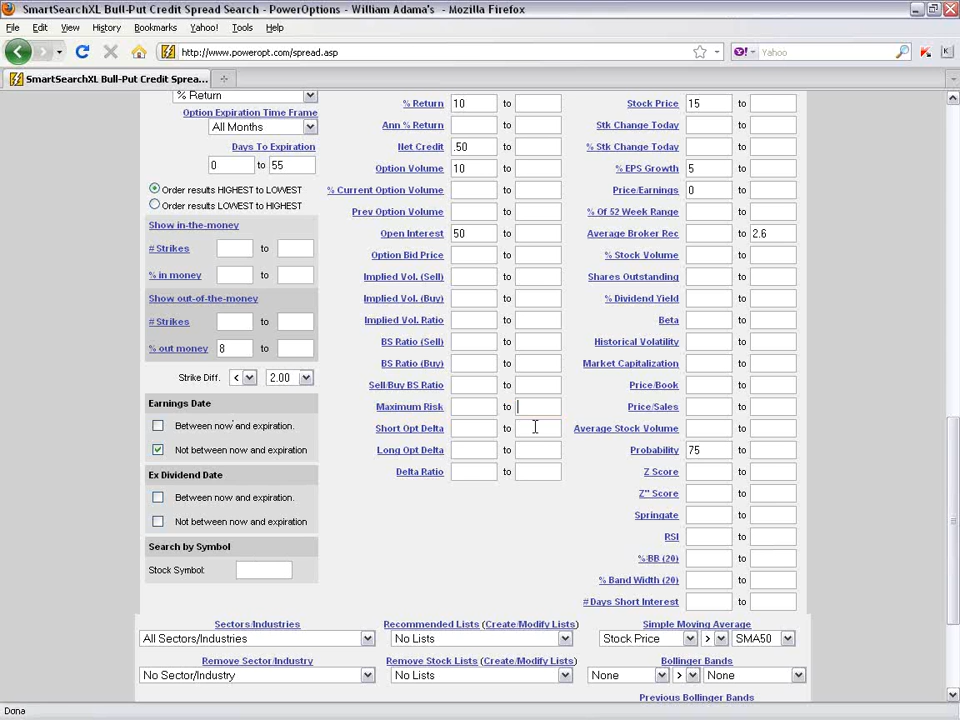 SmartSearchXL Bull-Put Credit Spread Search - PowerOptions - William Adama's - Mozilla Firefox
File Edit View History Bookmarks Yahoo! Tools Help
http://www.poweropt.com/spread.asp Yahoo
SmartSearchXL Bull-Put Credit Sprea...
% Return
Option Expiration Time Frame
All Months
Days To Expiration
0 to 55
Order results HIGHEST to LOWEST
Order results LOWEST to HIGHEST
Show in-the-money
# Strikes to
% in money to
Show out-of-the-money
# Strikes to
% out money 8 to
Strike Diff. < 2.00
Earnings Date
Between now and expiration.
Not between now and expiration
Ex Dividend Date
Between now and expiration.
Not between now and expiration
Search by Symbol
Stock Symbol:
% Return 10 to
Ann % Return to
Net Credit .50 to
Option Volume 10 to
% Current Option Volume to
Prev Option Volume to
Open Interest 50 to
Option Bid Price to
Implied Vol. (Sell) to
Implied Vol. (Buy) to
Implied Vol. Ratio to
BS Ratio (Sell) to
BS Ratio (Buy) to
Sell/Buy BS Ratio to
Maximum Risk to
Short Opt Delta to
Long Opt Delta to
Delta Ratio to
Stock Price 15 to
Stk Change Today to
% Stk Change Today to
% EPS Growth 5 to
Price/Earnings 0 to
% Of 52 Week Range to
Average Broker Rec to 2.6
% Stock Volume to
Shares Outstanding to
% Dividend Yield to
Beta to
Historical Volatility to
Market Capitalization to
Price/Book to
Price/Sales to
Average Stock Volume to
Probability 75 to
Z Score to
Z" Score to
Springate to
RSI to
%BB (20) to
% Band Width (20) to
# Days Short Interest to
Sectors/Industries
All Sectors/Industries
Remove Sector/Industry
No Sector/Industry
Recommended Lists (Create/Modify Lists)
No Lists
Remove Stock Lists (Create/Modify Lists)
No Lists
Simple Moving Average
Stock Price > SMA50
Bollinger Bands
None > None
Previous Bollinger Bands
Done